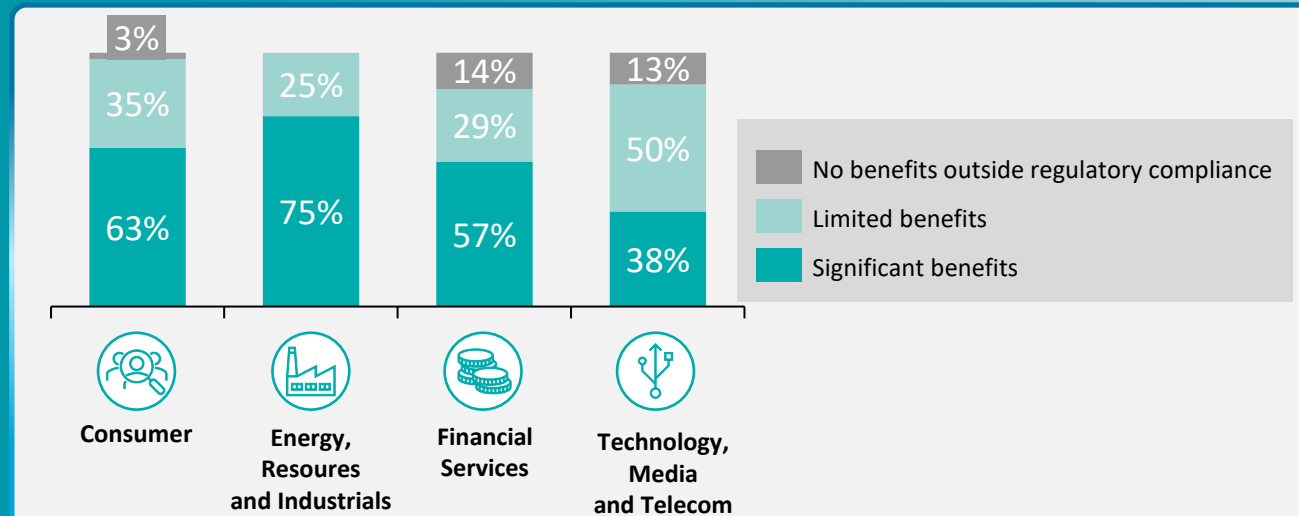 3%
35%
63%
25%
75%
14%
29%
57%
13%
50%
38%
No benefits outside regulatory compliance
Limited benefits
Significant benefits
Consumer
Energy,
Resoures
and Industrials
Financial
Services
Technology,
Media
and Telecom